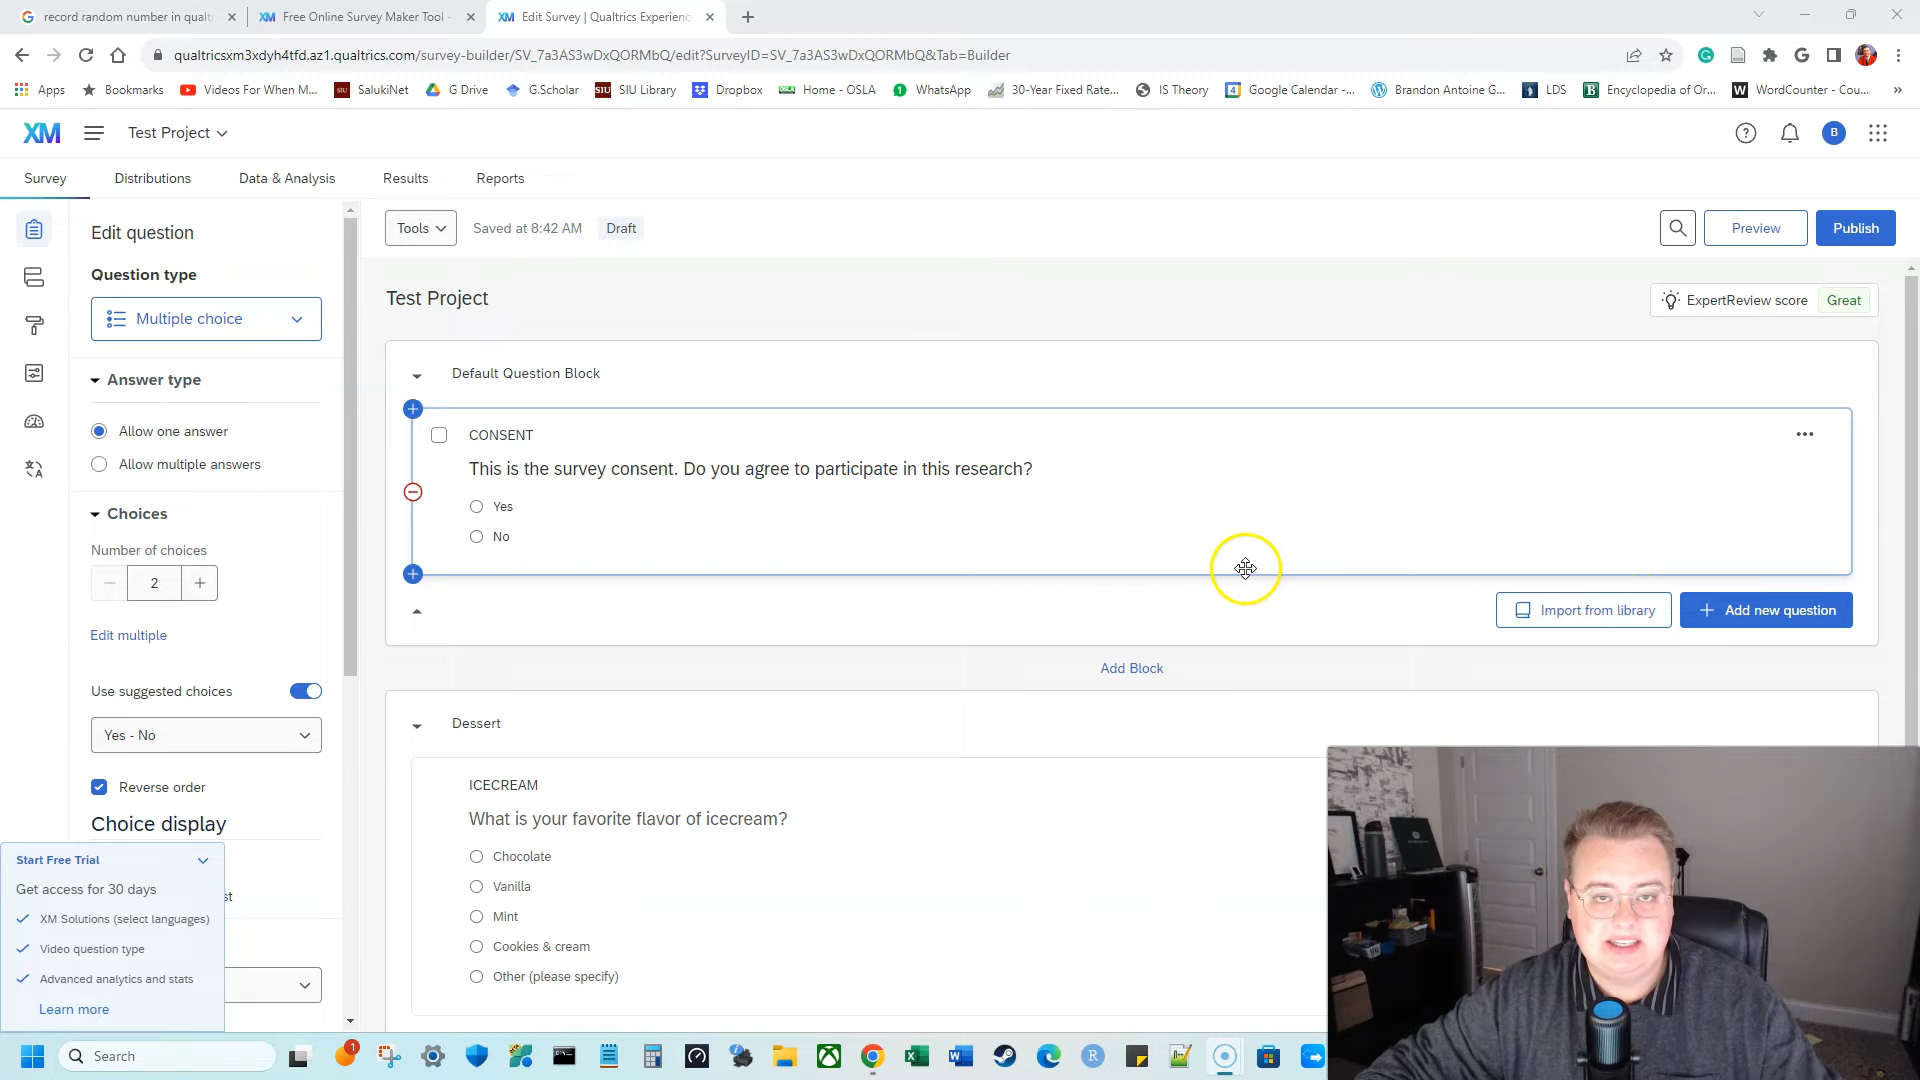 record random number in qualt
Free Online Survey Maker Tool -
Edit Survey | Qualtrics Experienc
qualtricsxm3xdyh4tfd.az1.qualtrics.com/survey-builder/SV_7a3AS3wDxQORMbQ/edit?SurveyID=SV_7a3AS3wDxQORMbQ&Tab=Builder
Apps
Bookmarks
Videos For When M...
SIU
SalukiNet
G Drive
G.Scholar
SIU
SIU Library
Dropbox
OSLA
Home - OSLA
WhatsApp
30-Year Fixed Rate...
IS Theory
4
Google Calendar -...
Brandon Antoine G...
LDS
Encyclopedia of Or...
W
WordCounter - Cou...
»
XM
Test Project
B
Survey
Distributions
Data & Analysis
Results
Reports
Edit question
Question type
Multiple choice
Answer type
Allow one answer
Allow multiple answers
Choices
Number of choices
2
Edit multiple
Use suggested choices
Yes - No
Reverse order
Choice display
st
Start Free Trial
Get access for 30 days
XM Solutions (select languages)
Video question type
Advanced analytics and stats
Learn more
Tools
Saved at 8:42 AM
Draft
Preview
Publish
Test Project
ExpertReview score
Great
Default Question Block
CONSENT
This is the survey consent. Do you agree to participate in this research?
Yes
No
Import from library
Add new question
Add Block
Dessert
ICECREAM
What is your favorite flavor of icecream?
Chocolate
Vanilla
Mint
Cookies & cream
Other (please specify)
Search
1